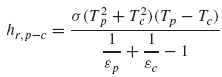 h_{r,p-c} = \frac{\sigma(T_p^2 + T_c^2)(T_p - T_c)}{\frac{1}{\varepsilon_p} + \frac{1}{\varepsilon_c} - 1}